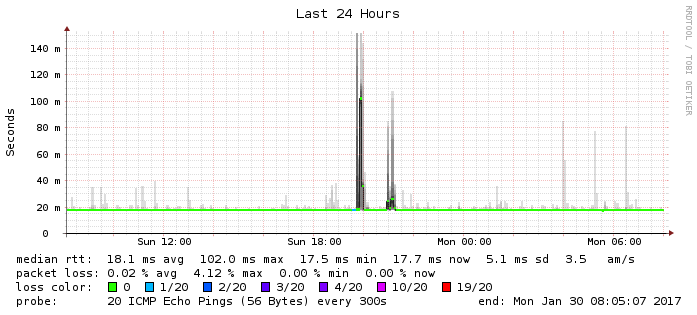 Last 24 Hours
RRDTOOL / TOBI OETIKER
Seconds
140 m
120 m
100 m
80 m
60 m
40 m
20 m
0
Sun 12:00 Sun 18:00 Mon 00:00 Mon 06:00
median rtt: 18.1 ms avg 102.0 ms max 17.5 ms min 17.7 ms now 5.1 ms sd 3.5 am/s
packet loss: 0.02 % avg 4.12 % max 0.00 % min 0.00 % now
loss color: 0 1/20 2/20 3/20 4/20 10/20 19/20
probe: 20 ICMP Echo Pings (56 Bytes) every 300s end: Mon Jan 30 08:05:07 2017